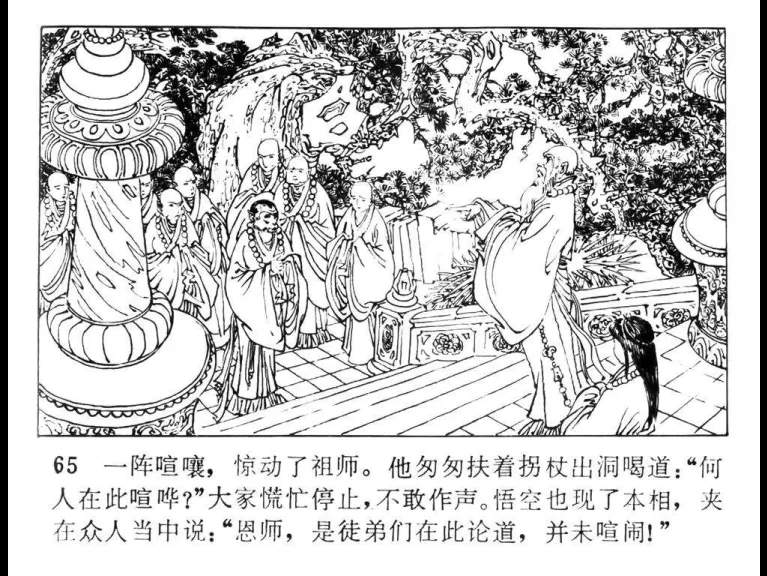 65 一阵喧嚷，惊动了祖师。他匆匆扶着拐杖出洞喝道：“何
人在此喧哗？”大家慌忙停止，不敢作声。悟空也现了本相，夹
在众人当中说：“恩师，是徒弟们在此论道，并未喧闹！”